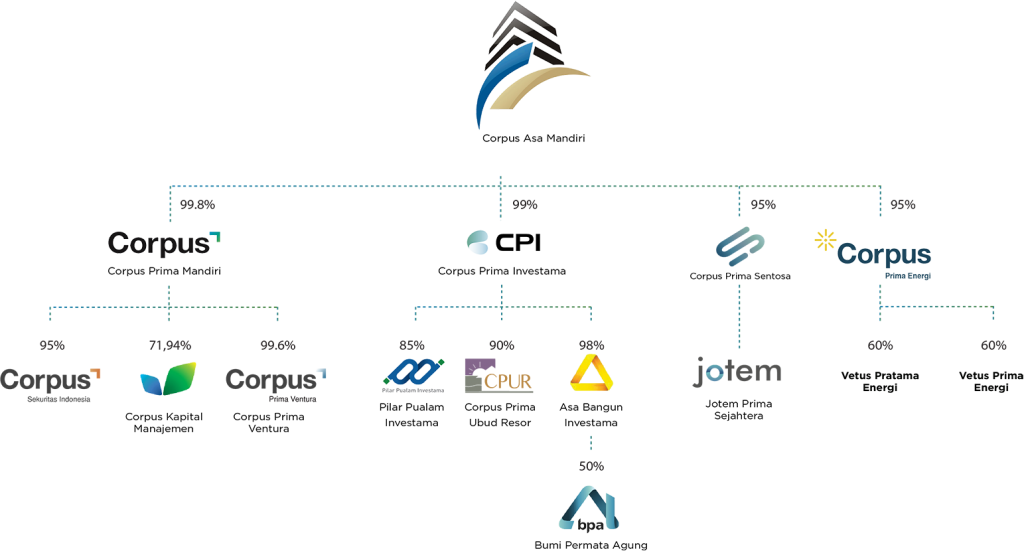 Corpus Asa Mandiri
99.8%
99%
95%
95%
Corpus
CPI
Corpus
Prima Energi
Corpus Prima Mandiri
Corpus Prima Investama
Corpus Prima Sentosa
95%
71,94%
99.6%
85%
90%
98%
60%
60%
Corpus
Sekuritas Indonesia
Corpus
Prima Ventura
Pilar Pualam Investama
CPUR
jotem
Vetus Pratama
Energi
Vetus Prima
Energi
Corpus Kapital
Manajemen
Corpus Prima
Ventura
Pilar Pualam
Investama
Corpus Prima
Ubud Resor
Asa Bangun
Investama
Jotem Prima
Sejahtera
50%
bpa
Bumi Permata Agung